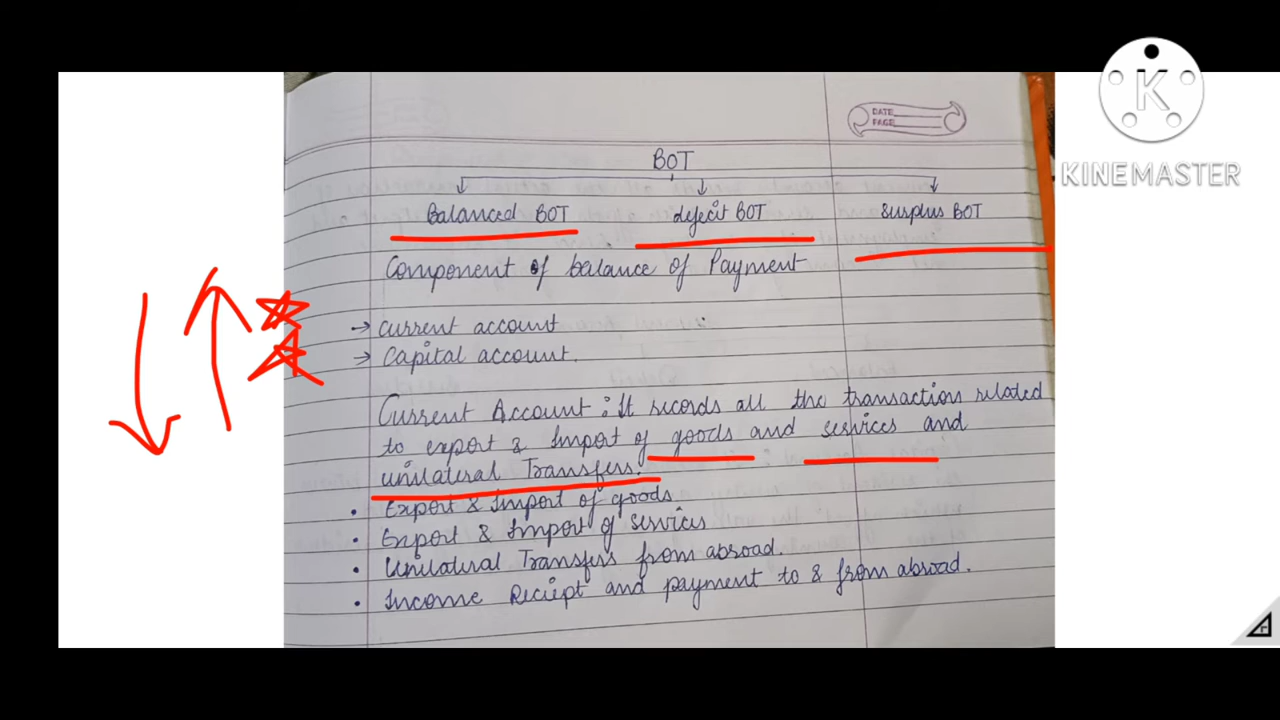 KINEMASTER
DATE
PAGE
BOT
Balanced BOT deficit BOT Surplus BOT
Component of balance of Payment
→ Current account
→ Capital account.
Current Account : It records all the transaction related
to export & Import of goods and services and
unilateral Transfers.
• Export & Import of goods.
• Export & Import of services
• Unilateral Transfers from abroad.
• Income Reciept and payment to & from abroad.